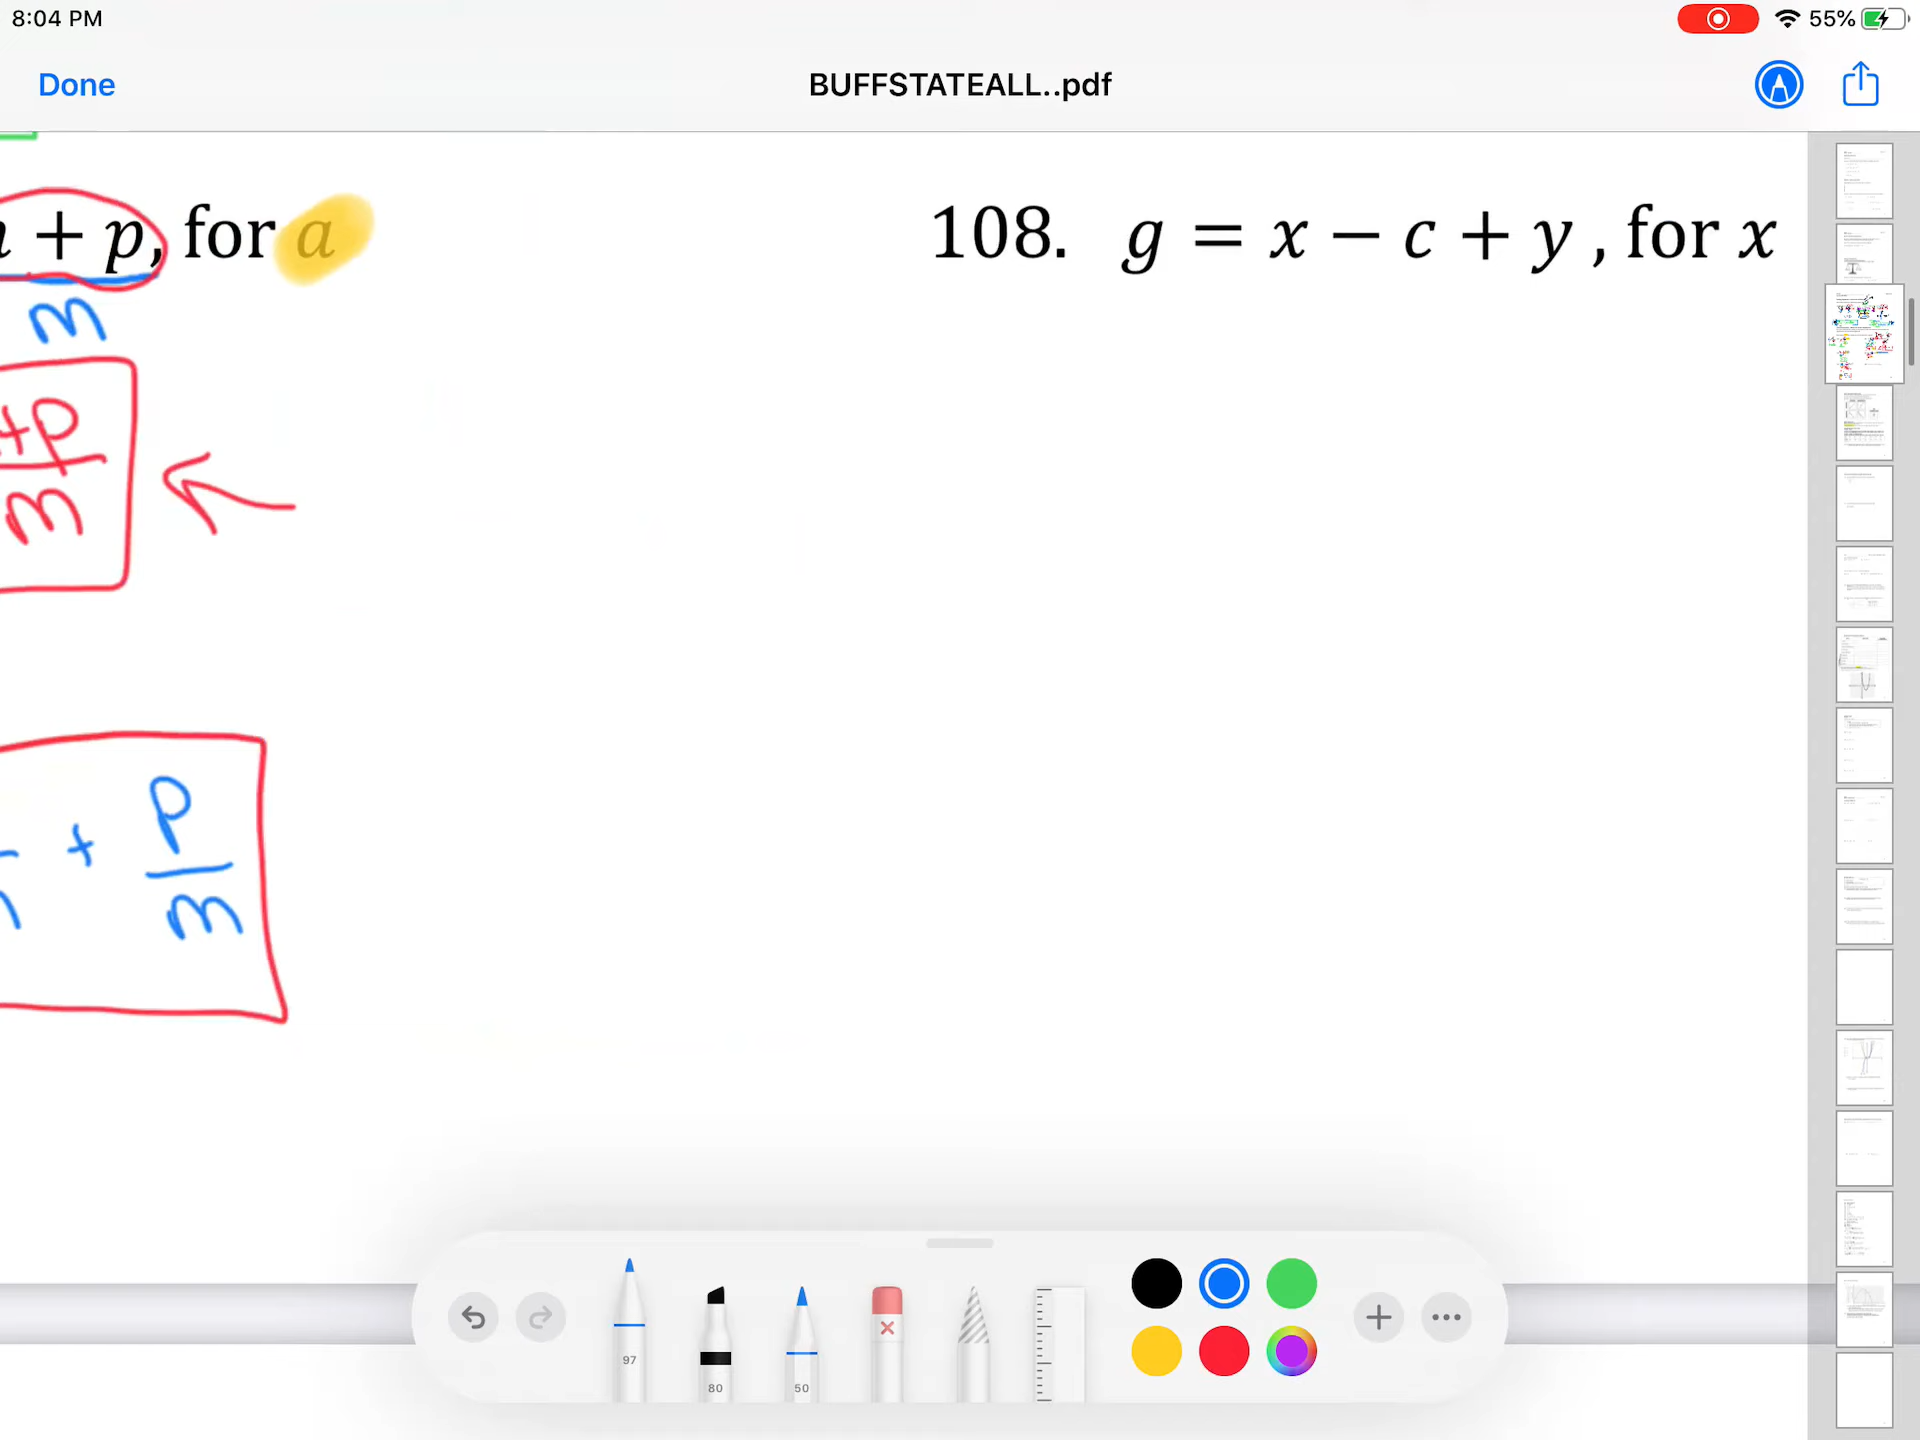 8:04 PM
55%
Done
BUFFSTATEALL..pdf
+ p, for a
108. g = x − c + y , for x
m
+p
m
+ p
m
97
80
50